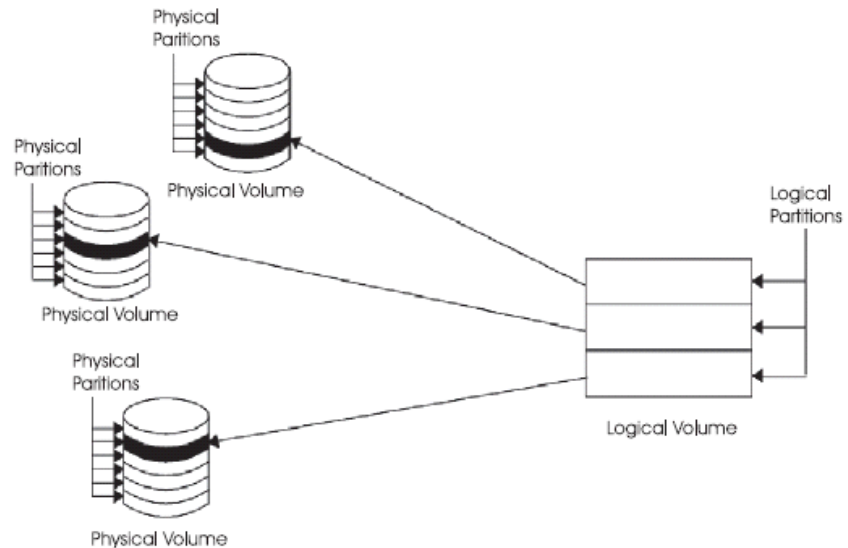 Physical
Paritions
Physical Volume
Physical
Paritions
Physical Volume
Logical
Partitions
Logical Volume
Physical
Paritions
Physical Volume